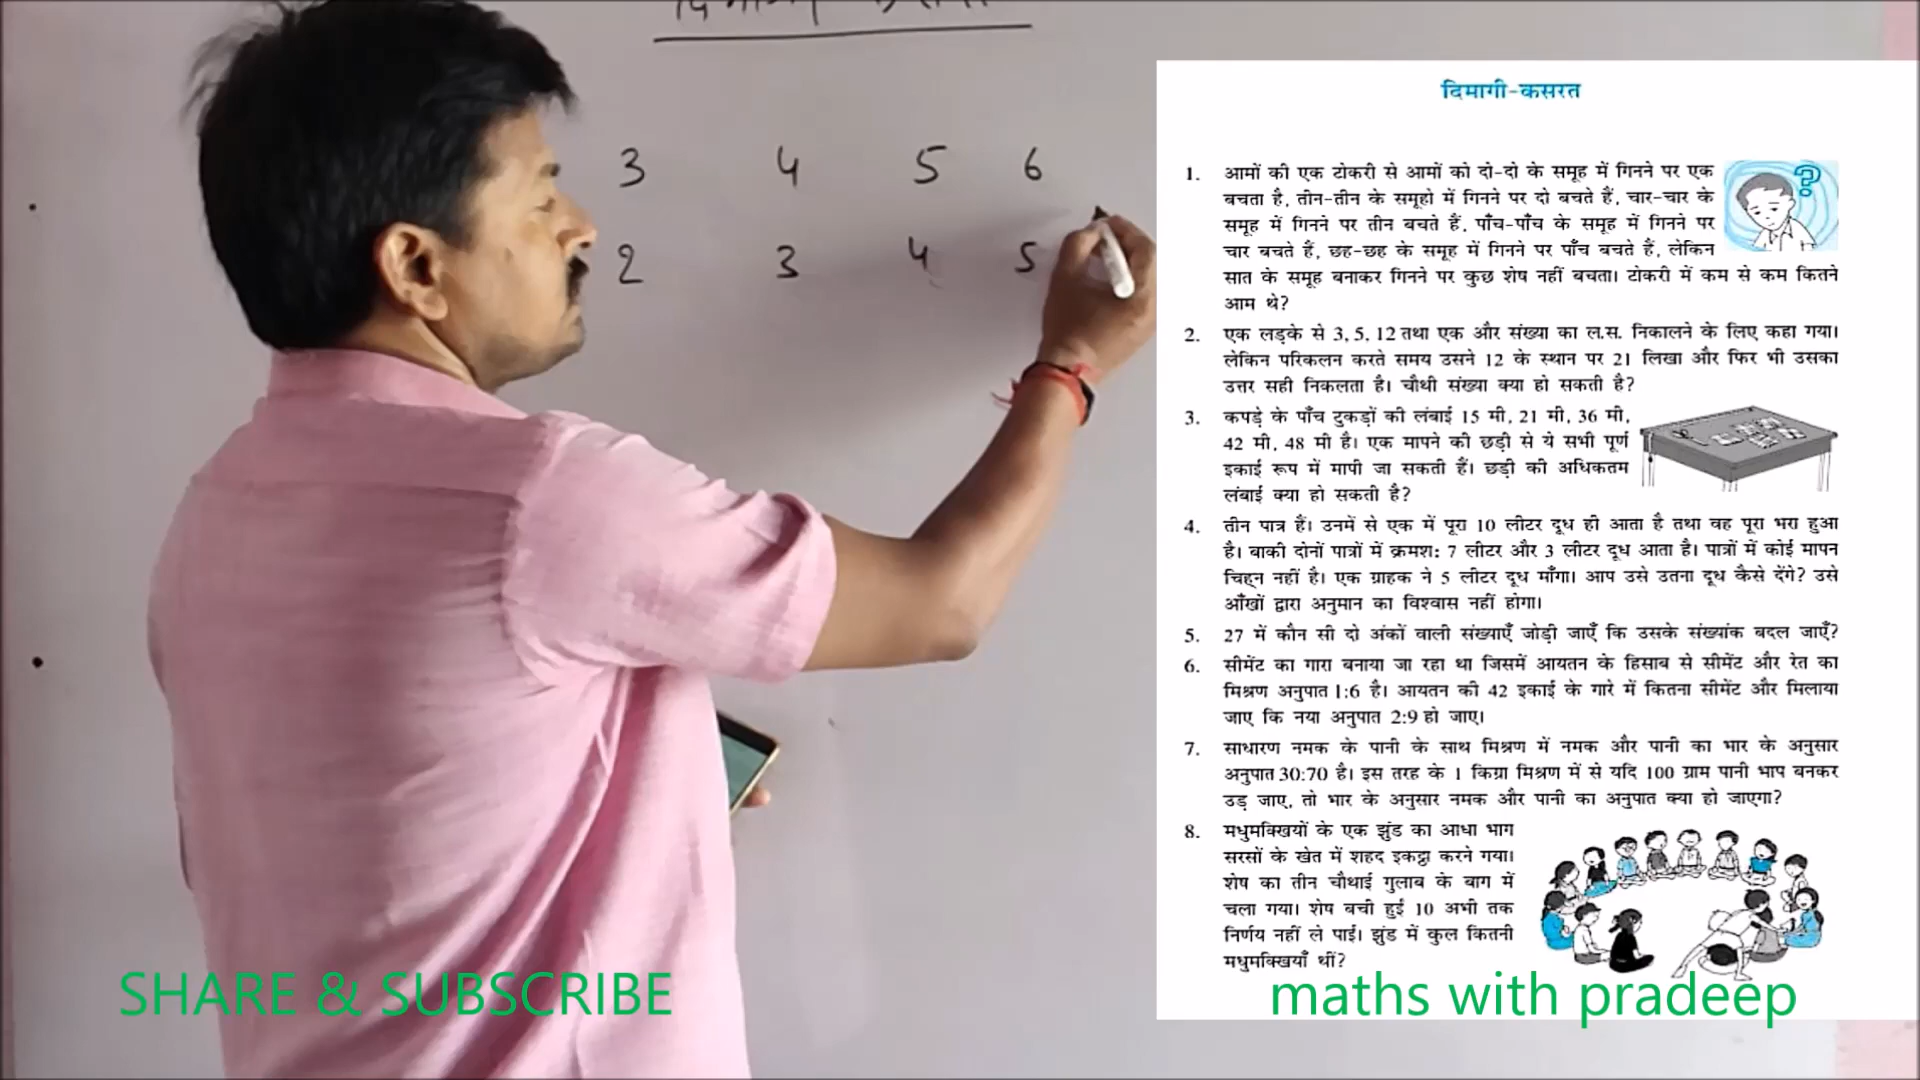 3 4 5 6
2 3 4 5
दिमागी-कसरत
1. आमों की एक टोकरी से आमों को दो-दो के समूह में गिनने पर एक
बचता है, तीन-तीन के समूहो में गिनने पर दो बचते हैं, चार-चार के
समूह में गिनने पर तीन बचते हैं, पाँच-पाँच के समूह में गिनने पर
चार बचते हैं, छह-छह के समूह में गिनने पर पाँच बचते हैं, लेकिन
सात के समूह बनाकर गिनने पर कुछ शेष नहीं बचता। टोकरी में कम से कम कितने
आम थे?
2. एक लड़के से 3, 5, 12 तथा एक और संख्या का ल.स. निकालने के लिए कहा गया।
लेकिन परिकलन करते समय उसने 12 के स्थान पर 21 लिखा और फिर भी उसका
उत्तर सही निकलता है। चौथी संख्या क्या हो सकती है?
3. कपड़े के पाँच टुकड़ों की लंबाई 15 मी, 21 मी, 36 मी,
42 मी, 48 मी है। एक मापने की छड़ी से ये सभी पूर्ण
इकाई रूप में मापी जा सकती हैं। छड़ी की अधिकतम
लंबाई क्या हो सकती है?
4. तीन पात्र हैं। उनमें से एक में पूरा 10 लीटर दूध ही आता है तथा वह पूरा भरा हुआ
है। बाकी दोनों पात्रों में क्रमश: 7 लीटर और 3 लीटर दूध आता है। पात्रों में कोई मापन
चिह्न नहीं है। एक ग्राहक ने 5 लीटर दूध माँगा। आप उसे उतना दूध कैसे देंगे? उसे
आँखों द्वारा अनुमान का विश्वास नहीं होगा।
5. 27 में कौन सी दो अंकों वाली संख्याएँ जोड़ी जाएँ कि उसके संख्यांक बदल जाएँ?
6. सीमेंट का गारा बनाया जा रहा था जिसमें आयतन के हिसाब से सीमेंट और रेत का
मिश्रण अनुपात 1:6 है। आयतन की 42 इकाई के गारे में कितना सीमेंट और मिलाया
जाए कि नया अनुपात 2:9 हो जाए।
7. साधारण नमक के पानी के साथ मिश्रण में नमक और पानी का भार के अनुसार
अनुपात 30:70 है। इस तरह के 1 किग्रा मिश्रण में से यदि 100 ग्राम पानी भाप बनकर
उड़ जाए, तो भार के अनुसार नमक और पानी का अनुपात क्या हो जाएगा?
8. मधुमक्खियों के एक झुंड का आधा भाग
सरसों के खेत में शहद इकट्ठा करने गया।
शेष का तीन चौथाई गुलाब के बाग में
चला गया। शेष बची हुई 10 अभी तक
निर्णय नहीं ले पाई। झुंड में कुल कितनी
मधुमक्खियाँ थीं?
SHARE & SUBSCRIBE
maths with pradeep